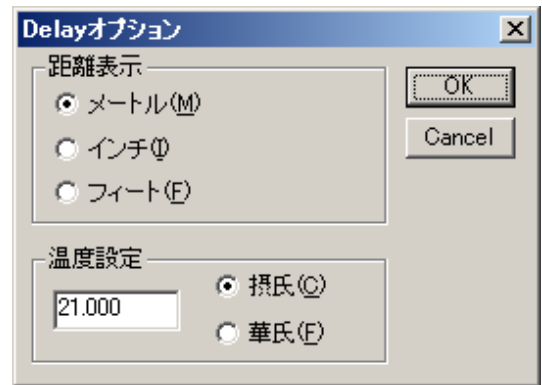 Delayオプション
距離表示
メートル(M)
インチ(I)
フィート(F)
OK
Cancel
温度設定
21.000
摂氏(C)
華氏(F)